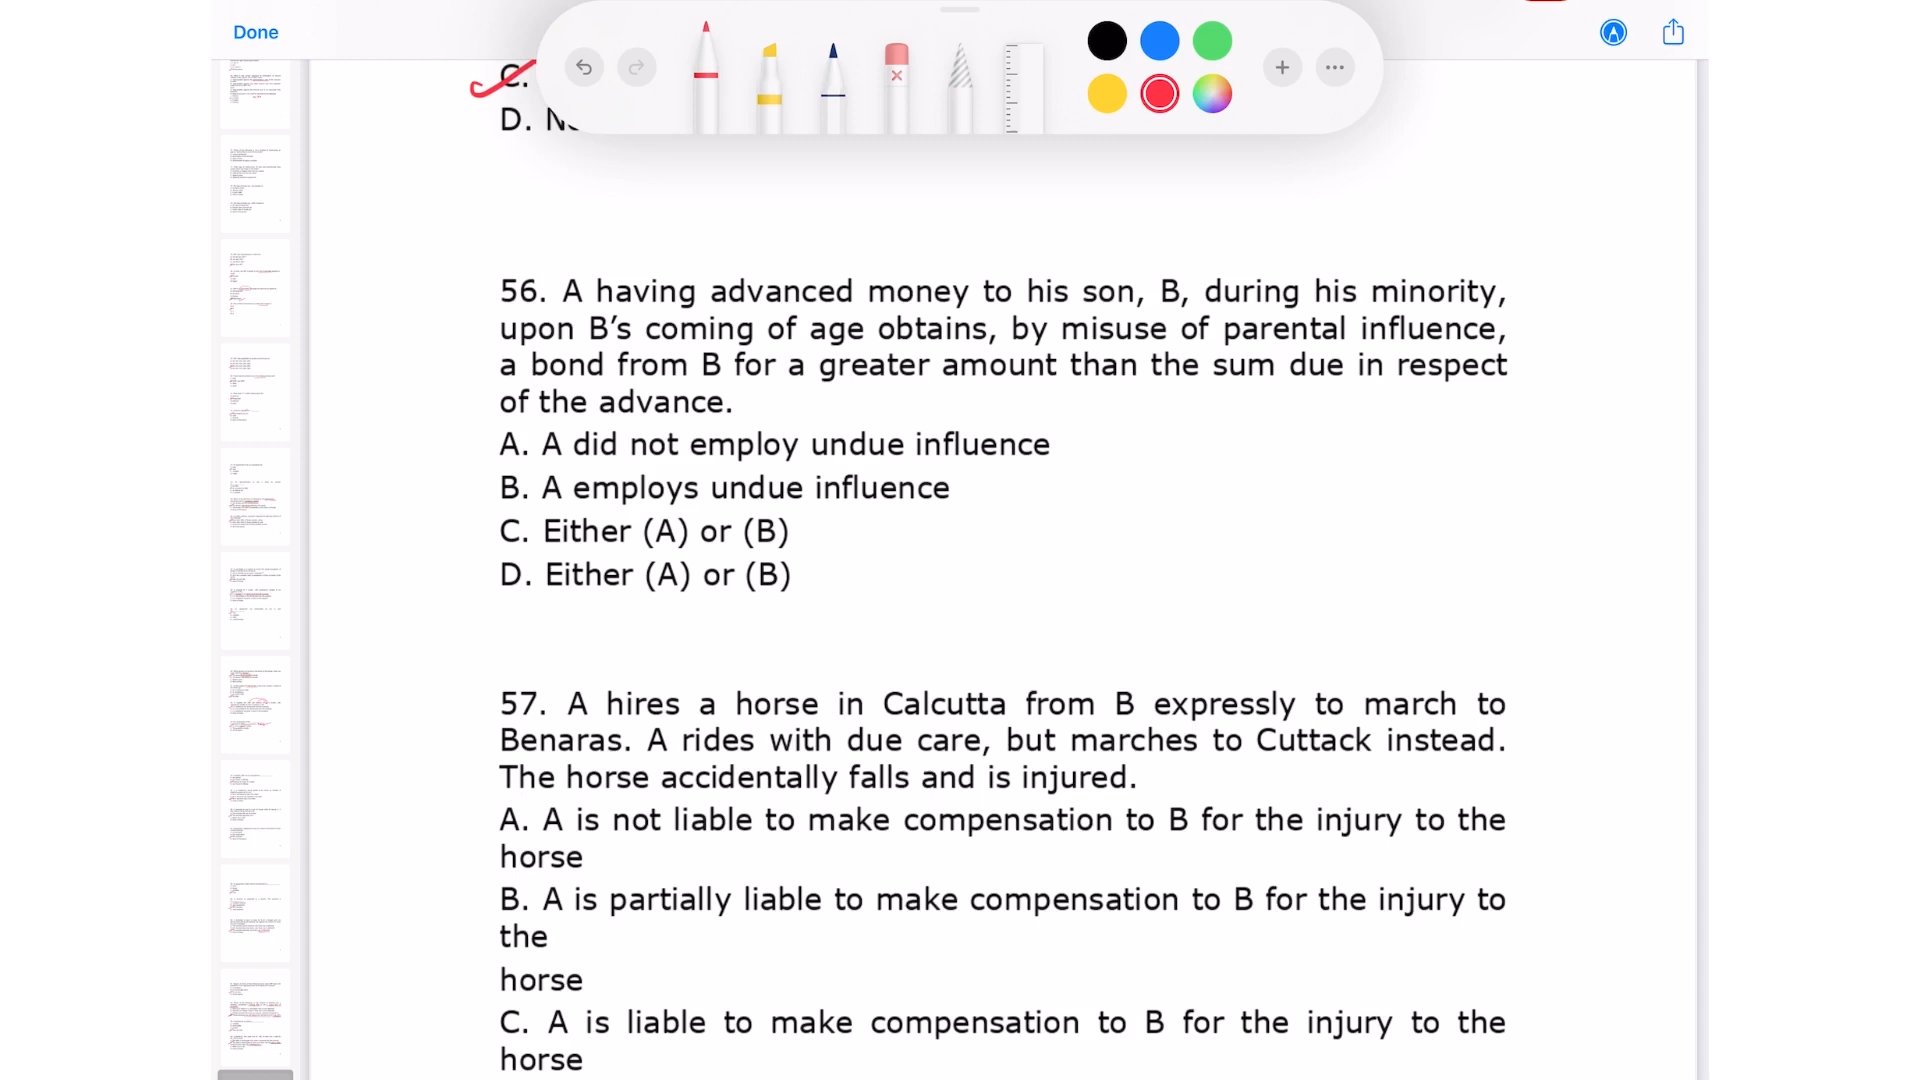 Done
C.
D.
56. A having advanced money to his son, B, during his minority,
upon B’s coming of age obtains, by misuse of parental influence,
a bond from B for a greater amount than the sum due in respect
of the advance.
A. A did not employ undue influence
B. A employs undue influence
C. Either (A) or (B)
D. Either (A) or (B)
57. A hires a horse in Calcutta from B expressly to march to
Benaras. A rides with due care, but marches to Cuttack instead.
The horse accidentally falls and is injured.
A. A is not liable to make compensation to B for the injury to the
horse
B. A is partially liable to make compensation to B for the injury to
the
horse
C. A is liable to make compensation to B for the injury to the
horse